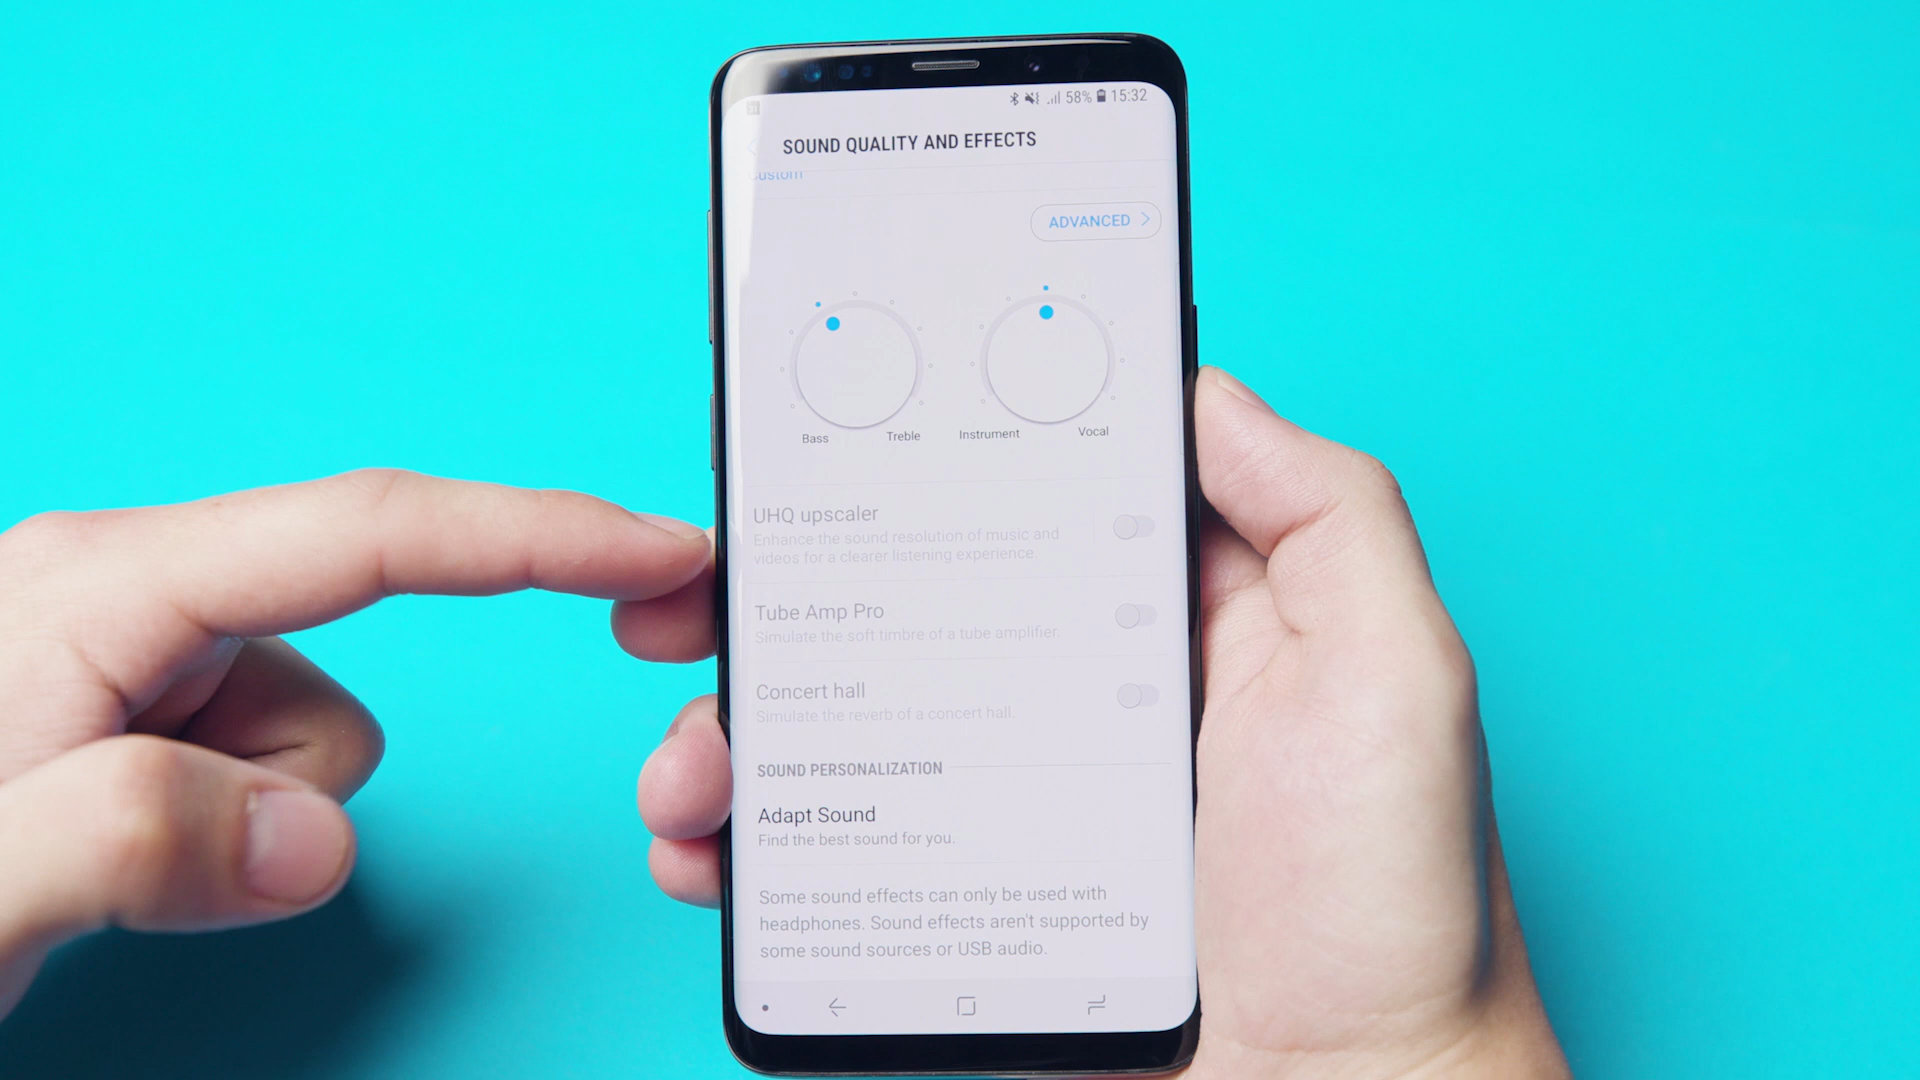 58% 15:32
SOUND QUALITY AND EFFECTS
Custom
ADVANCED
Bass Treble Instrument Vocal
UHQ upscaler
Enhance the sound resolution of music and
videos for a clearer listening experience.
Tube Amp Pro
Simulate the soft timbre of a tube amplifier.
Concert hall
Simulate the reverb of a concert hall.
SOUND PERSONALIZATION
Adapt Sound
Find the best sound for you.
Some sound effects can only be used with
headphones. Sound effects aren't supported by
some sound sources or USB audio.